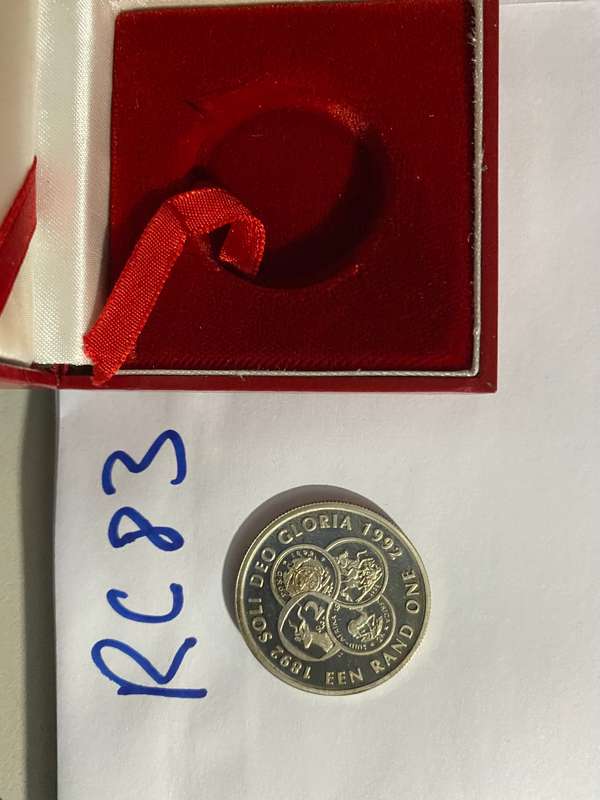 RC83
1892 SOLI DEO GLORIA 1992
EEN RAND ONE